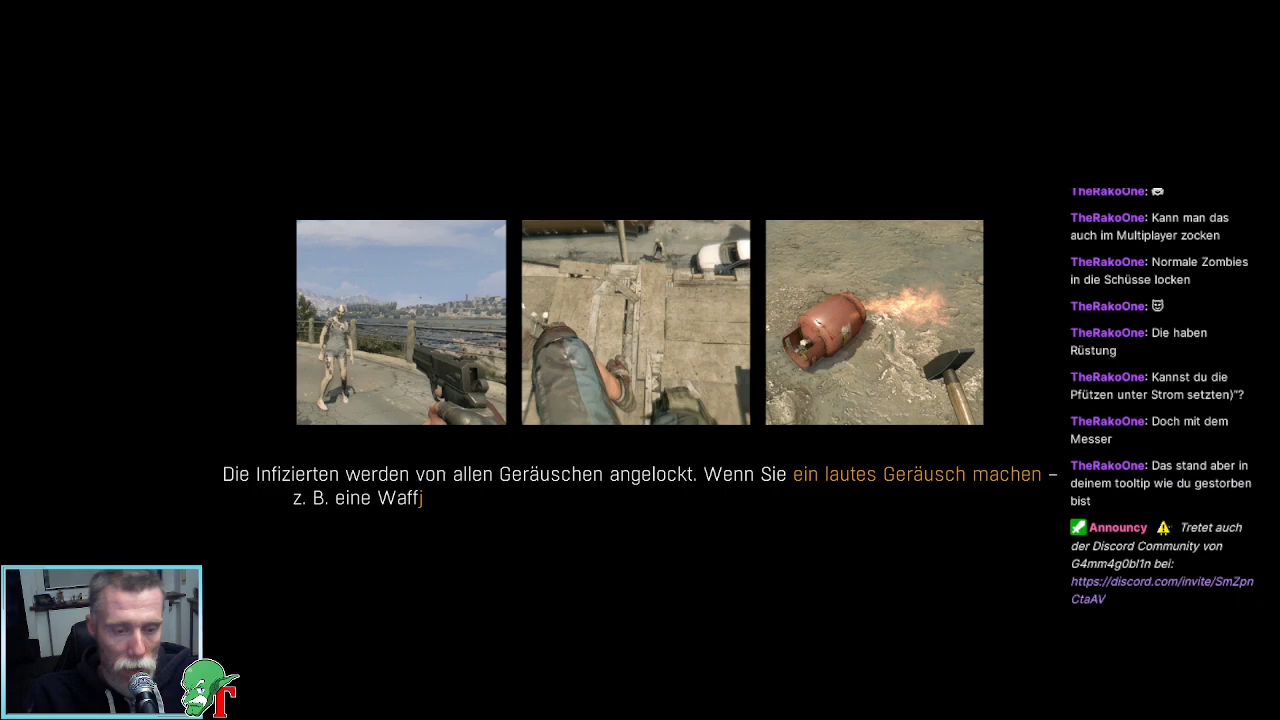 Die Infizierten werden von allen Geräuschen angelockt. Wenn Sie ein lautes Geräusch machen –
z. B. eine Waffj
TheRakoOne:
TheRakoOne: Kann man das
auch im Multiplayer zocken
TheRakoOne: Normale Zombies
in die Schüsse locken
TheRakoOne:
TheRakoOne: Die haben
Rüstung
TheRakoOne: Kannst du die
Pfützen unter Strom setzten)"?
TheRakoOne: Doch mit dem
Messer
TheRakoOne: Das stand aber in
deinem tooltip wie du gestorben
bist
Announcy Tretet auch
der Discord Community von
G4mm4g0bl1n bei:
https://discord.com/invite/SmZpn
CtaAV